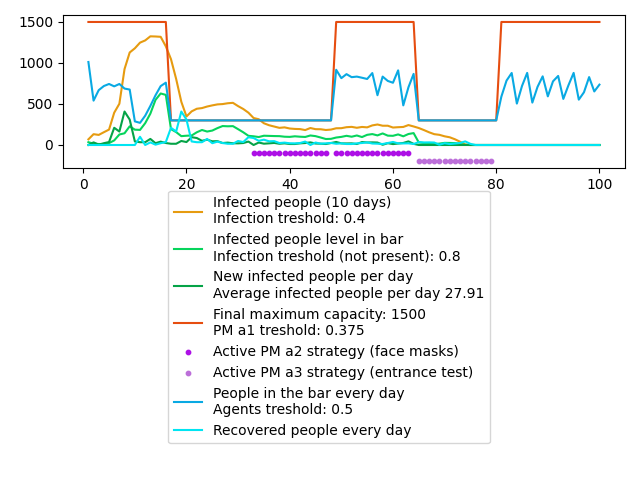 1500
1000
500
0
0 20 40 60 80 100
Infected people (10 days)
Infection treshold: 0.4
Infected people level in bar
Infection treshold (not present): 0.8
New infected people per day
Average infected people per day 27.91
Final maximum capacity: 1500
PM a1 treshold: 0.375
Active PM a2 strategy (face masks)
Active PM a3 strategy (entrance test)
People in the bar every day
Agents treshold: 0.5
Recovered people every day